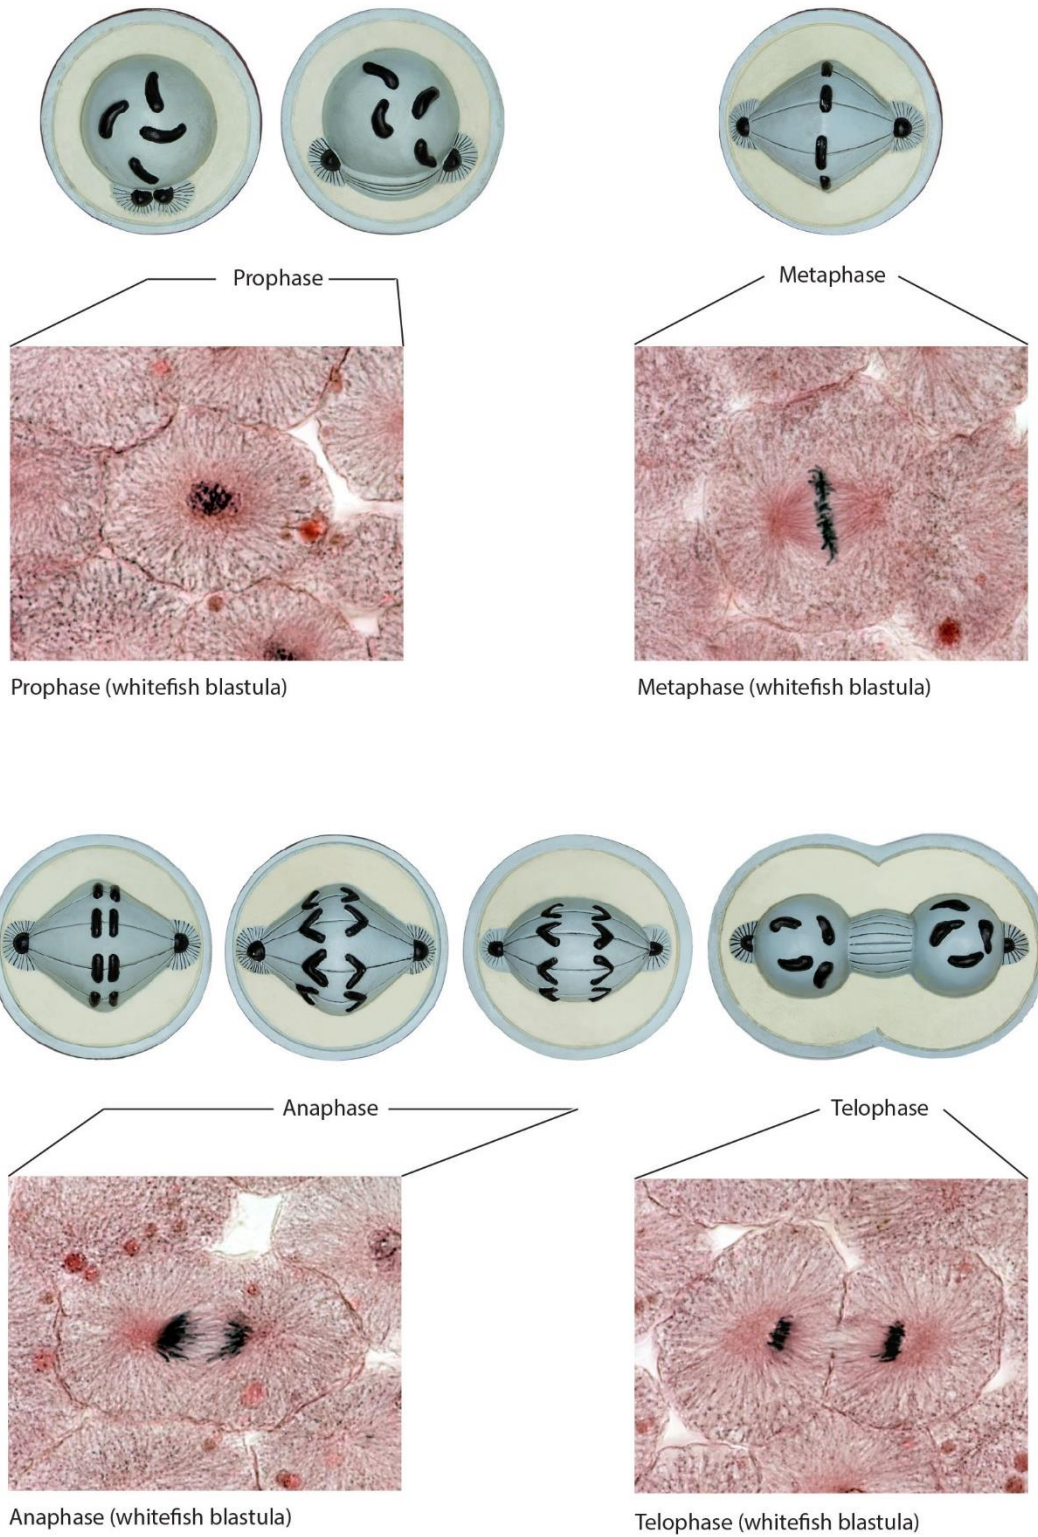 Prophase
Metaphase
Prophase (whitefish blastula)
Metaphase (whitefish blastula)
Anaphase
Telophase
Anaphase (whitefish blastula)
Telophase (whitefish blastula)